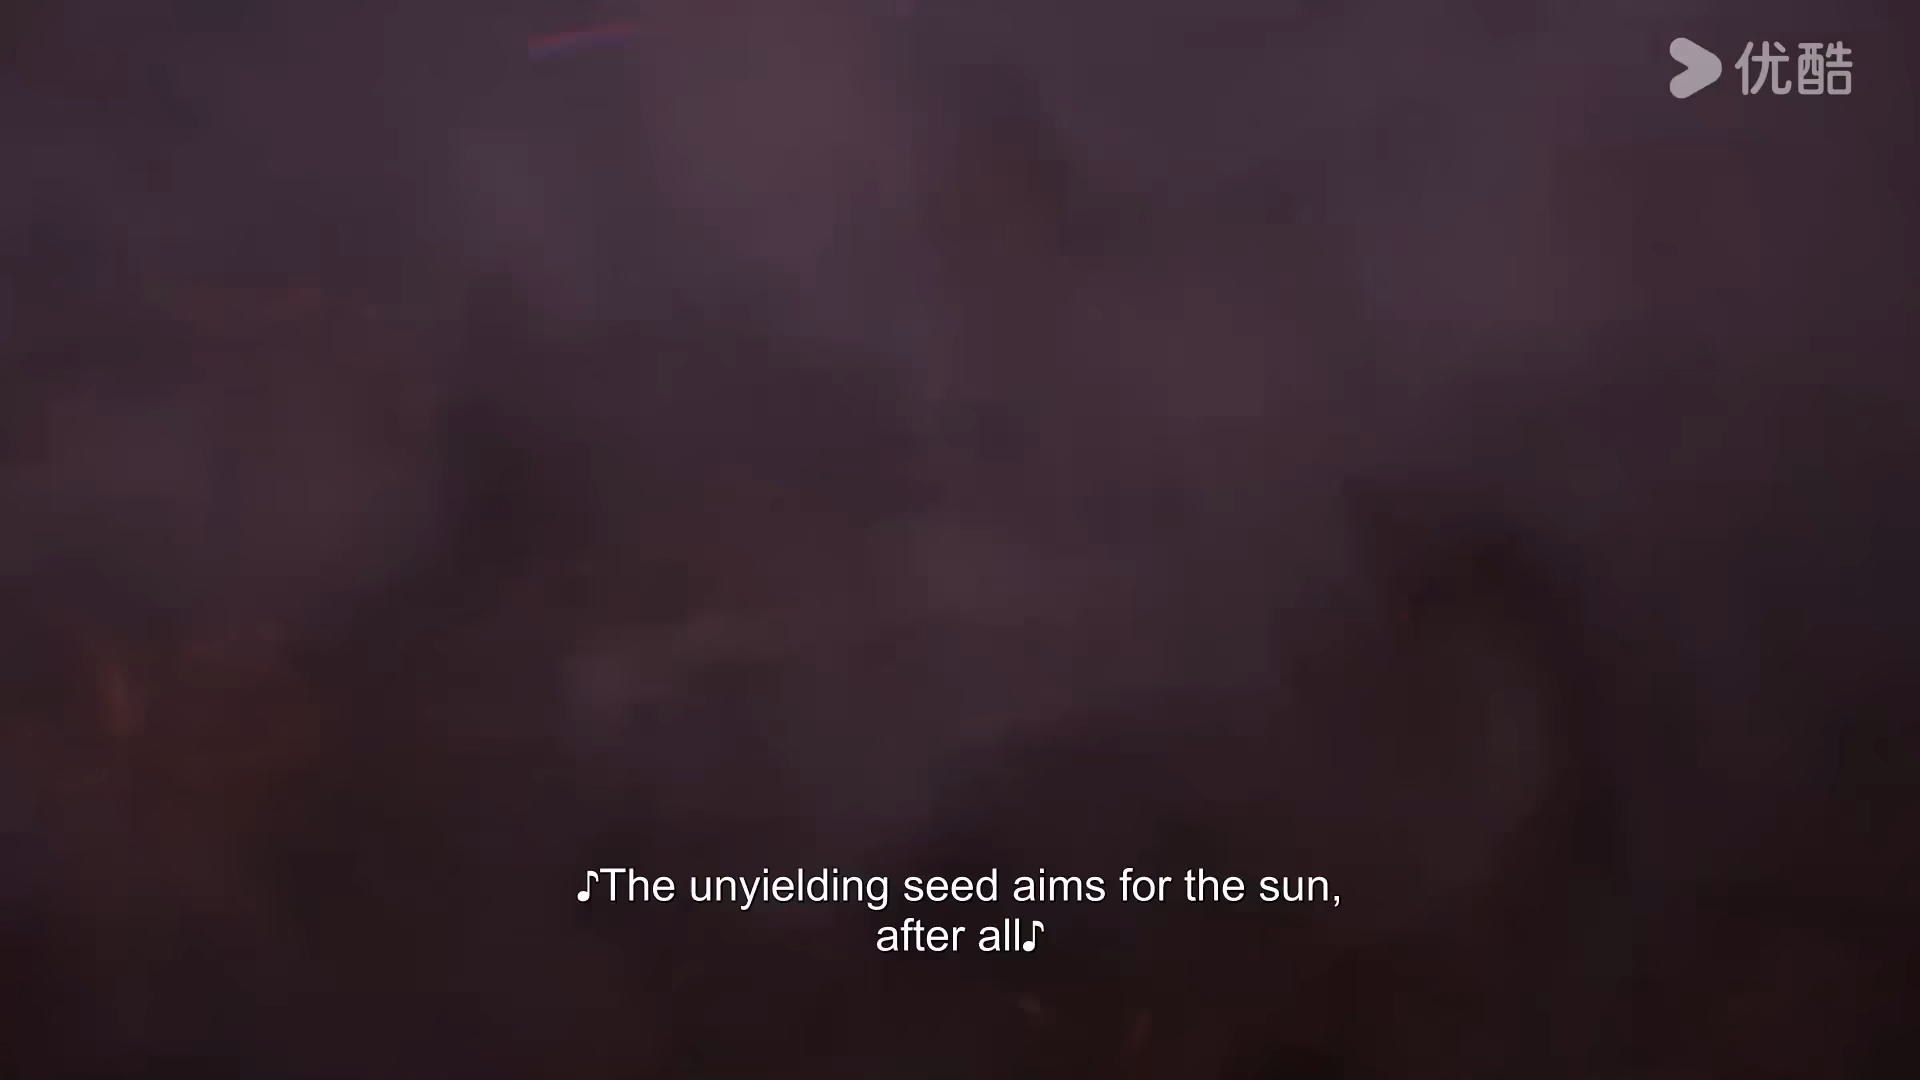 优酷
♪The unyielding seed aims for the sun,
after all♪